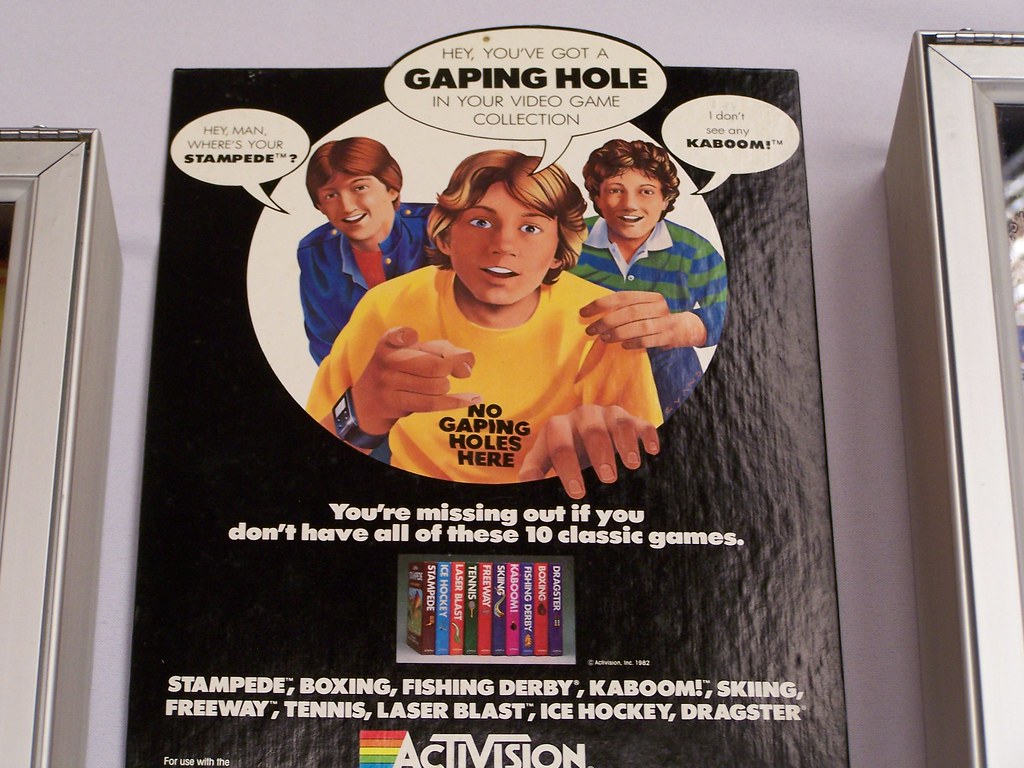 HEY, YOU'VE GOT A
GAPING HOLE
IN YOUR VIDEO GAME
COLLECTION
HEY, MAN,
WHERE'S YOUR
STAMPEDE™?
I don't
see any
KABOOM!™
NO
GAPING
HOLES
HERE
You're missing out if you
don't have all of these 10 classic games.
STAMPEDE
ICE HOCKEY
LASER BLAST
TENNIS
FREEWAY
SKIING
KABOOM!
FISHING DERBY
BOXING
DRAGSTER
© Activision, Inc. 1982
STAMPEDE™, BOXING, FISHING DERBY®, KABOOM!™, SKIING,
FREEWAY™, TENNIS, LASER BLAST™, ICE HOCKEY, DRAGSTER®
For use with the
ACTIVISION®